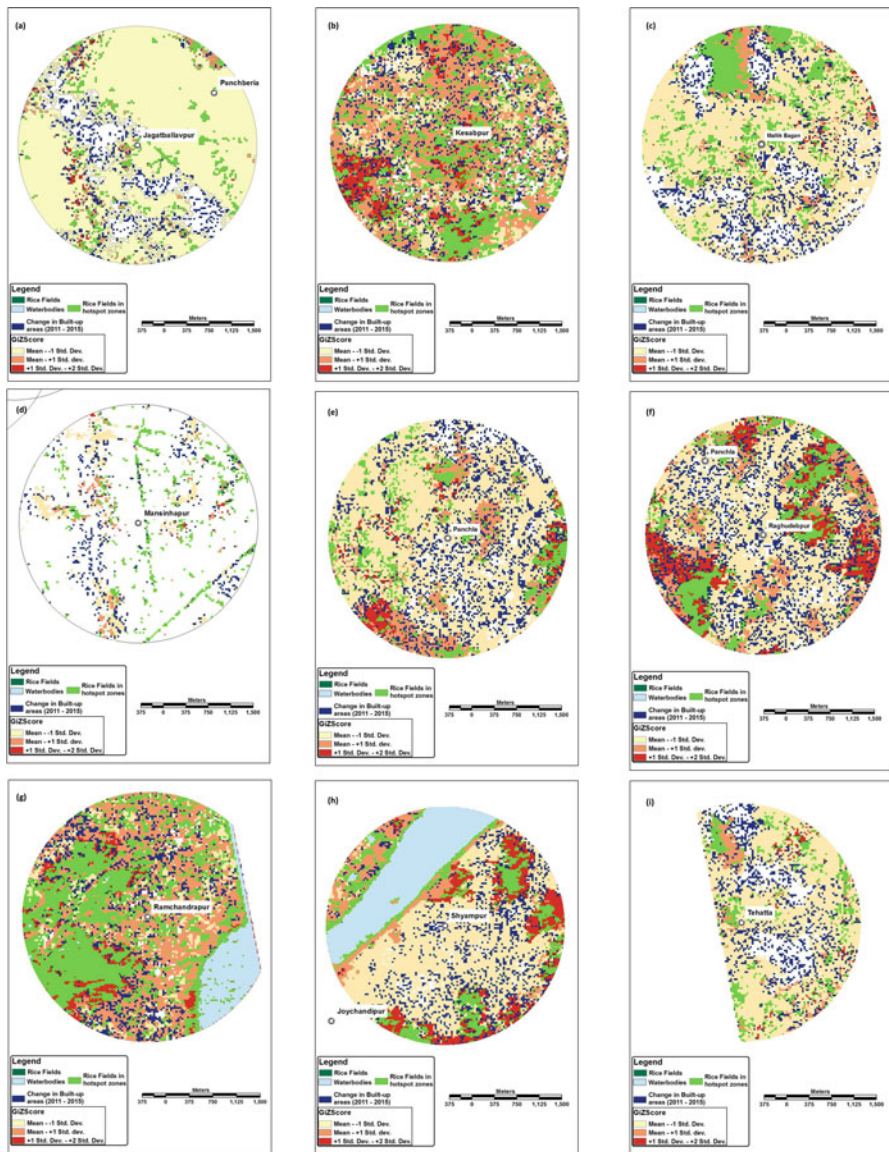 (a)
Panchberia
Jagatballavpur
Legend
Rice Fields
Waterbodies
Rice Fields in
hotspot zones
Change in Built-up
areas (2011 - 2015)
GiZScore
Mean - -1 Std. Dev.
Mean - +1 Std. dev.
+1 Std. Dev. - +2 Std. Dev.
Meters
375 0 375 750 1,125 1,500
(b)
Kesabpur
Legend
Rice Fields
Waterbodies
Rice Fields in
hotspot zones
Change in Built-up
areas (2011 - 2015)
GiZScore
Mean - -1 Std. Dev.
Mean - +1 Std. dev.
+1 Std. Dev. - +2 Std. Dev.
Meters
375 0 375 750 1,125 1,500
(c)
Mallik Bagan
Legend
Rice Fields
Waterbodies
Rice Fields in
hotspot zones
Change in Built-up
areas (2011 - 2015)
GiZScore
Mean - -1 Std. Dev.
Mean - +1 Std. dev.
+1 Std. Dev. - +2 Std. Dev.
Meters
375 0 375 750 1,125 1,500
(d)
Mansinhapur
Legend
Rice Fields
Waterbodies
Rice Fields in
hotspot zones
Change in Built-up
areas (2011 - 2015)
GiZScore
Mean - -1 Std. Dev.
Mean - +1 Std. dev.
+1 Std. Dev. - +2 Std. Dev.
Meters
375 0 375 750 1,125 1,500
(e)
Panchla
Legend
Rice Fields
Waterbodies
Rice Fields in
hotspot zones
Change in Built-up
areas (2011 - 2015)
GiZScore
Mean - -1 Std. Dev.
Mean - +1 Std. dev.
+1 Std. Dev. - +2 Std. Dev.
Meters
375 0 375 750 1,125 1,500
(f)
Panchla
Raghudebpur
Legend
Rice Fields
Waterbodies
Rice Fields in
hotspot zones
Change in Built-up
areas (2011 - 2015)
GiZScore
Mean - -1 Std. Dev.
Mean - +1 Std. dev.
+1 Std. Dev. - +2 Std. Dev.
Meters
375 0 375 750 1,125 1,500
(g)
Ramchandrapur
Legend
Rice Fields
Waterbodies
Rice Fields in
hotspot zones
Change in Built-up
areas (2011 - 2015)
GiZScore
Mean - -1 Std. Dev.
Mean - +1 Std. dev.
+1 Std. Dev. - +2 Std. Dev.
Meters
375 0 375 750 1,125 1,500
(h)
Shyampur
Joychandipur
Legend
Rice Fields
Waterbodies
Rice Fields in
hotspot zones
Change in Built-up
areas (2011 - 2015)
GiZScore
Mean - -1 Std. Dev.
Mean - +1 Std. dev.
+1 Std. Dev. - +2 Std. Dev.
Meters
375 0 375 750 1,125 1,500
(i)
Tehatta
Legend
Rice Fields
Waterbodies
Rice Fields in
hotspot zones
Change in Built-up
areas (2011 - 2015)
GiZScore
Mean - -1 Std. Dev.
Mean - +1 Std. dev.
+1 Std. Dev. - +2 Std. Dev.
Meters
375 0 375 750 1,125 1,500